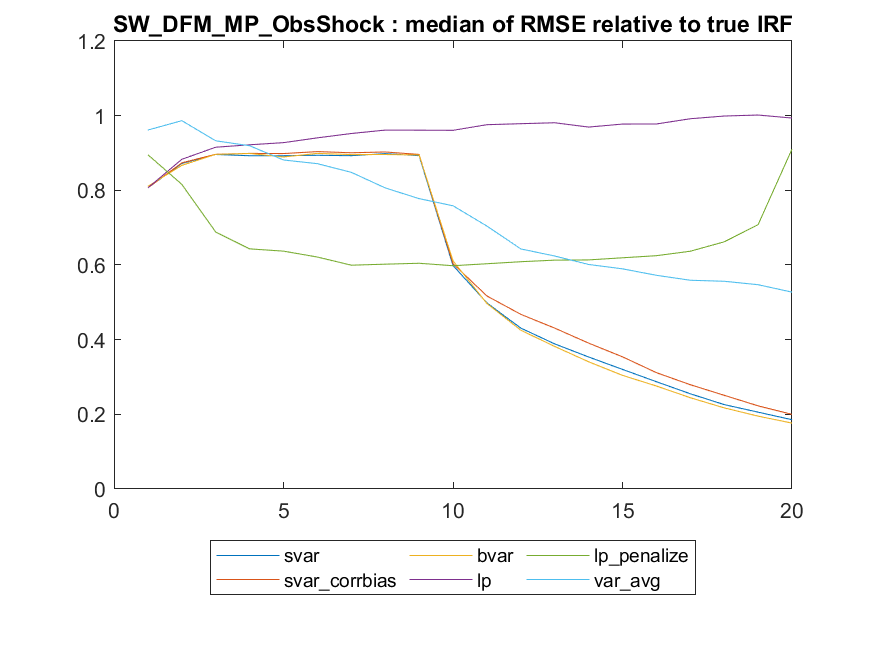 SW_DFM_MP_ObsShock : median of RMSE relative to true IRF
1.2
1
0.8
0.6
0.4
0.2
0
0 5 10 15 20
svar bvar lp_penalize
svar_corrbias lp var_avg